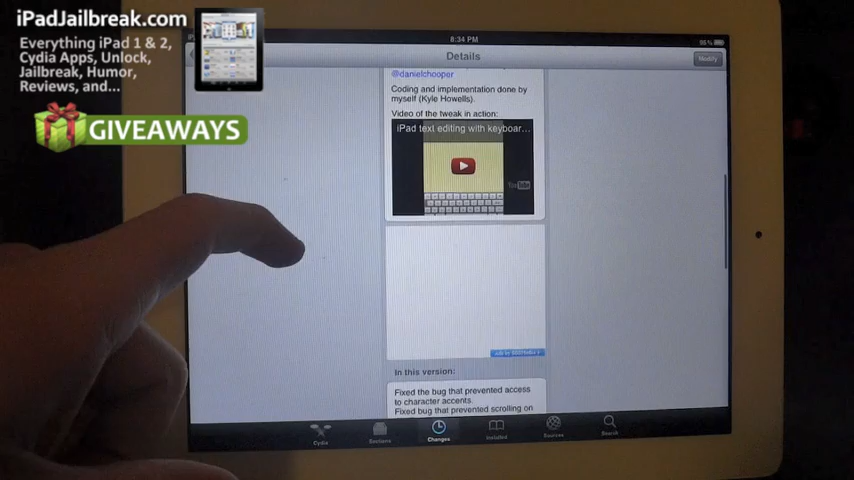 iPadJailbreak.com
Everything iPad 1 & 2,
Cydia Apps, Unlock,
Jailbreak, Humor,
Reviews, and...
GIVEAWAYS
8:34 PM
Details
Modify
@danielchooper
Coding and implementation done by
myself (Kyle Howells).
Video of the tweak in action:
iPad text editing with keyboar...
YouTube
In this version:
Fixed the bug that prevented access
to character accents.
Fixed bug that prevented scrolling on
Cydia
Sections
Changes
Installed
Sources
Search